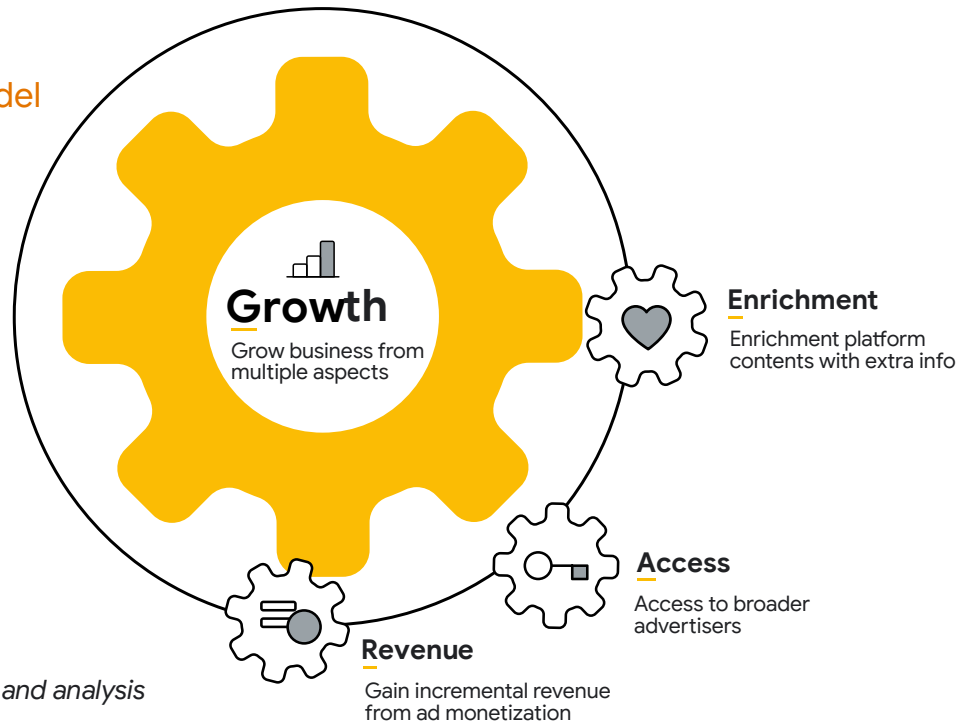 del
Growth
Grow business from
multiple aspects
Enrichment
Enrichment platform
contents with extra info
Access
Access to broader
advertisers
Revenue
Gain incremental revenue
from ad monetization
and analysis